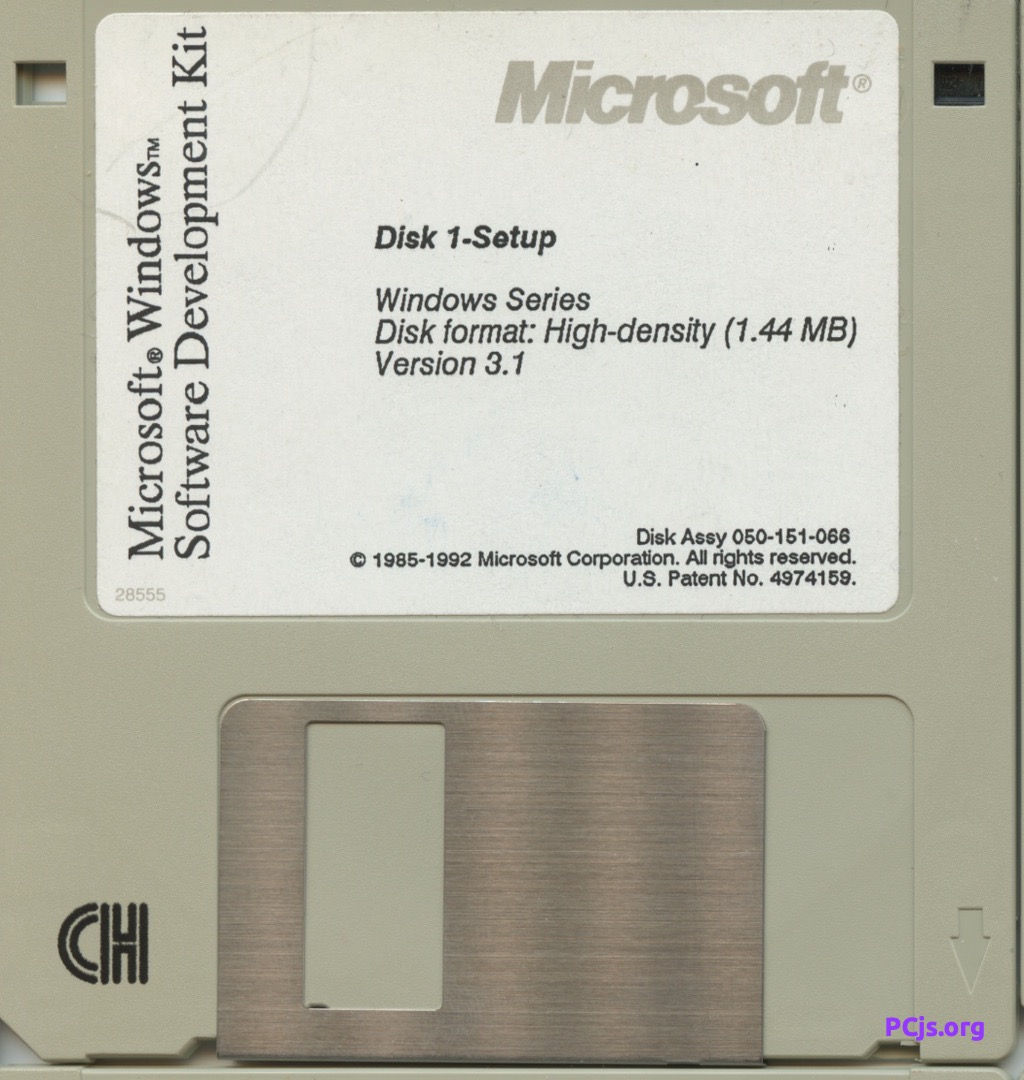 Microsoft® Windows™
Software Development Kit
Microsoft®
Disk 1-Setup
Windows Series
Disk format: High-density (1.44 MB)
Version 3.1
Disk Assy 050-151-066
© 1985-1992 Microsoft Corporation. All rights reserved.
U.S. Patent No. 4974159.
28555
CH
PCjs.org